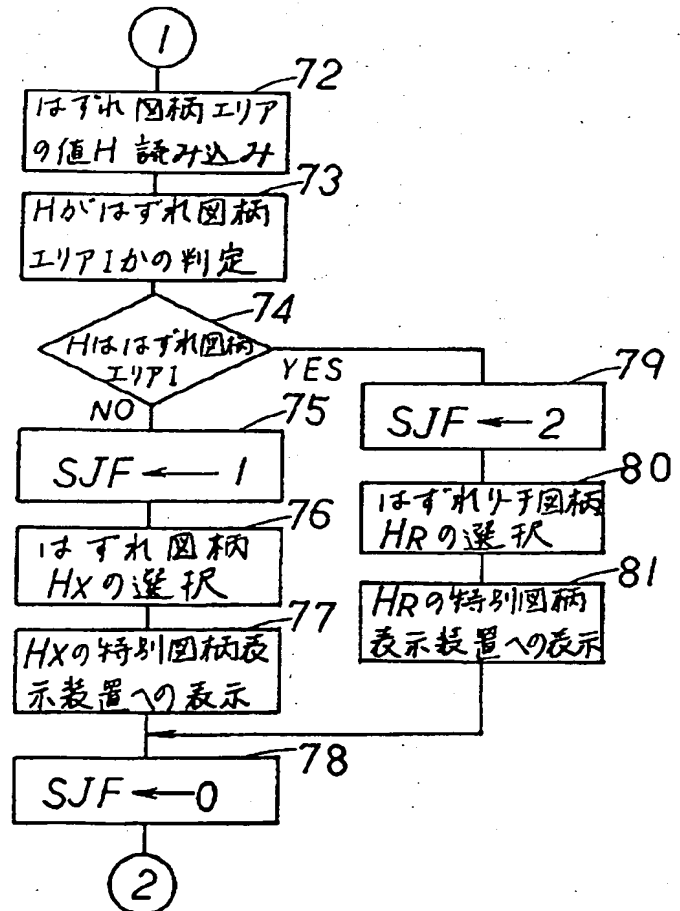 1
72
はずれ図柄エリア
の値H 読み込み
73
Hがはずれ図柄
エリアIかの判定
74
Hははずれ図柄
エリアI
YES
NO
75
SJF ← 1
76
はずれ図柄
HXの選択
77
HXの特別図柄表
示装置への表示
79
SJF ← 2
80
はずれリーチ図柄
HRの選択
81
HRの特別図柄
表示装置への表示
78
SJF ← 0
2